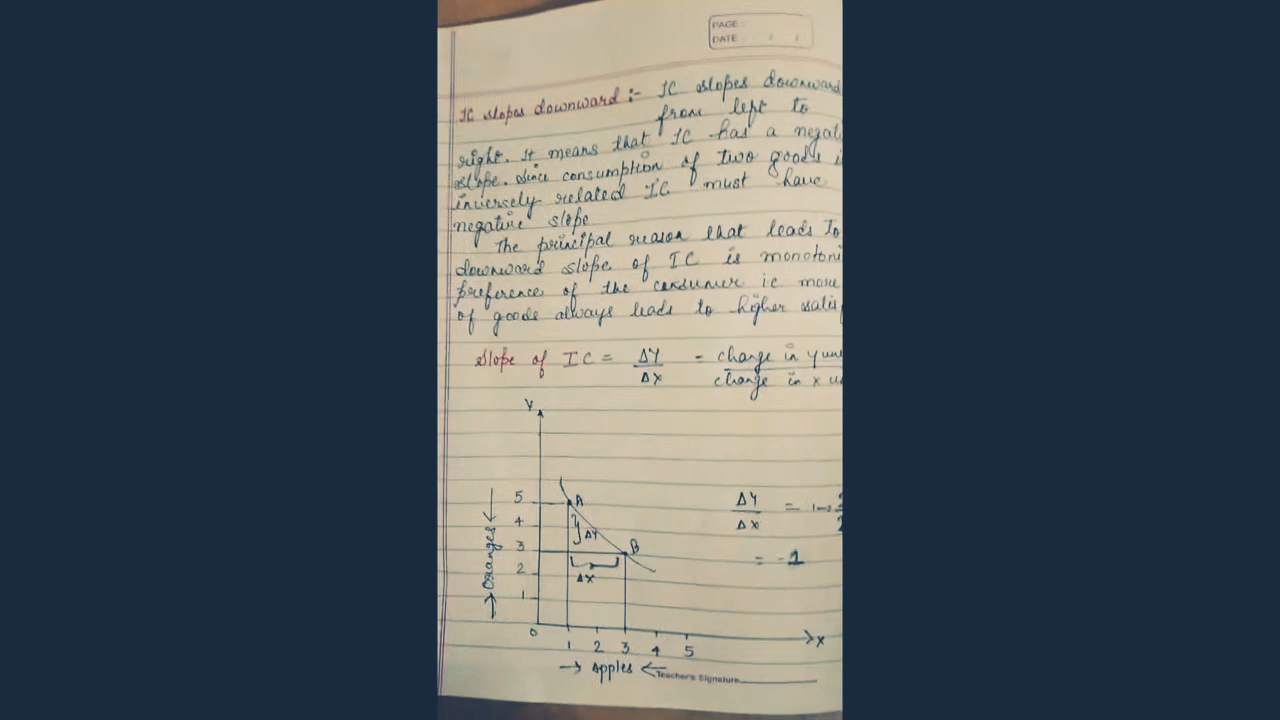 PAGE :
DATE
IC slopes downward :- IC slopes downward
from left to
right. It means that IC has a negati
slope. Since consumption of two goods i
inversely related IC must have
negative slope
The principal reason that leads to
downward slope of IC is monotoni
preference of the consumer ie more
of goods always leads to higher satis
Slope of IC = ΔY/ΔX = change in y / change in x
Y
5
4
3
2
1
0
A
B
ΔY
ΔX
Oranges
1 2 3 4 5
X
Apples
ΔY/ΔX =
= -1
Teacher's Signature